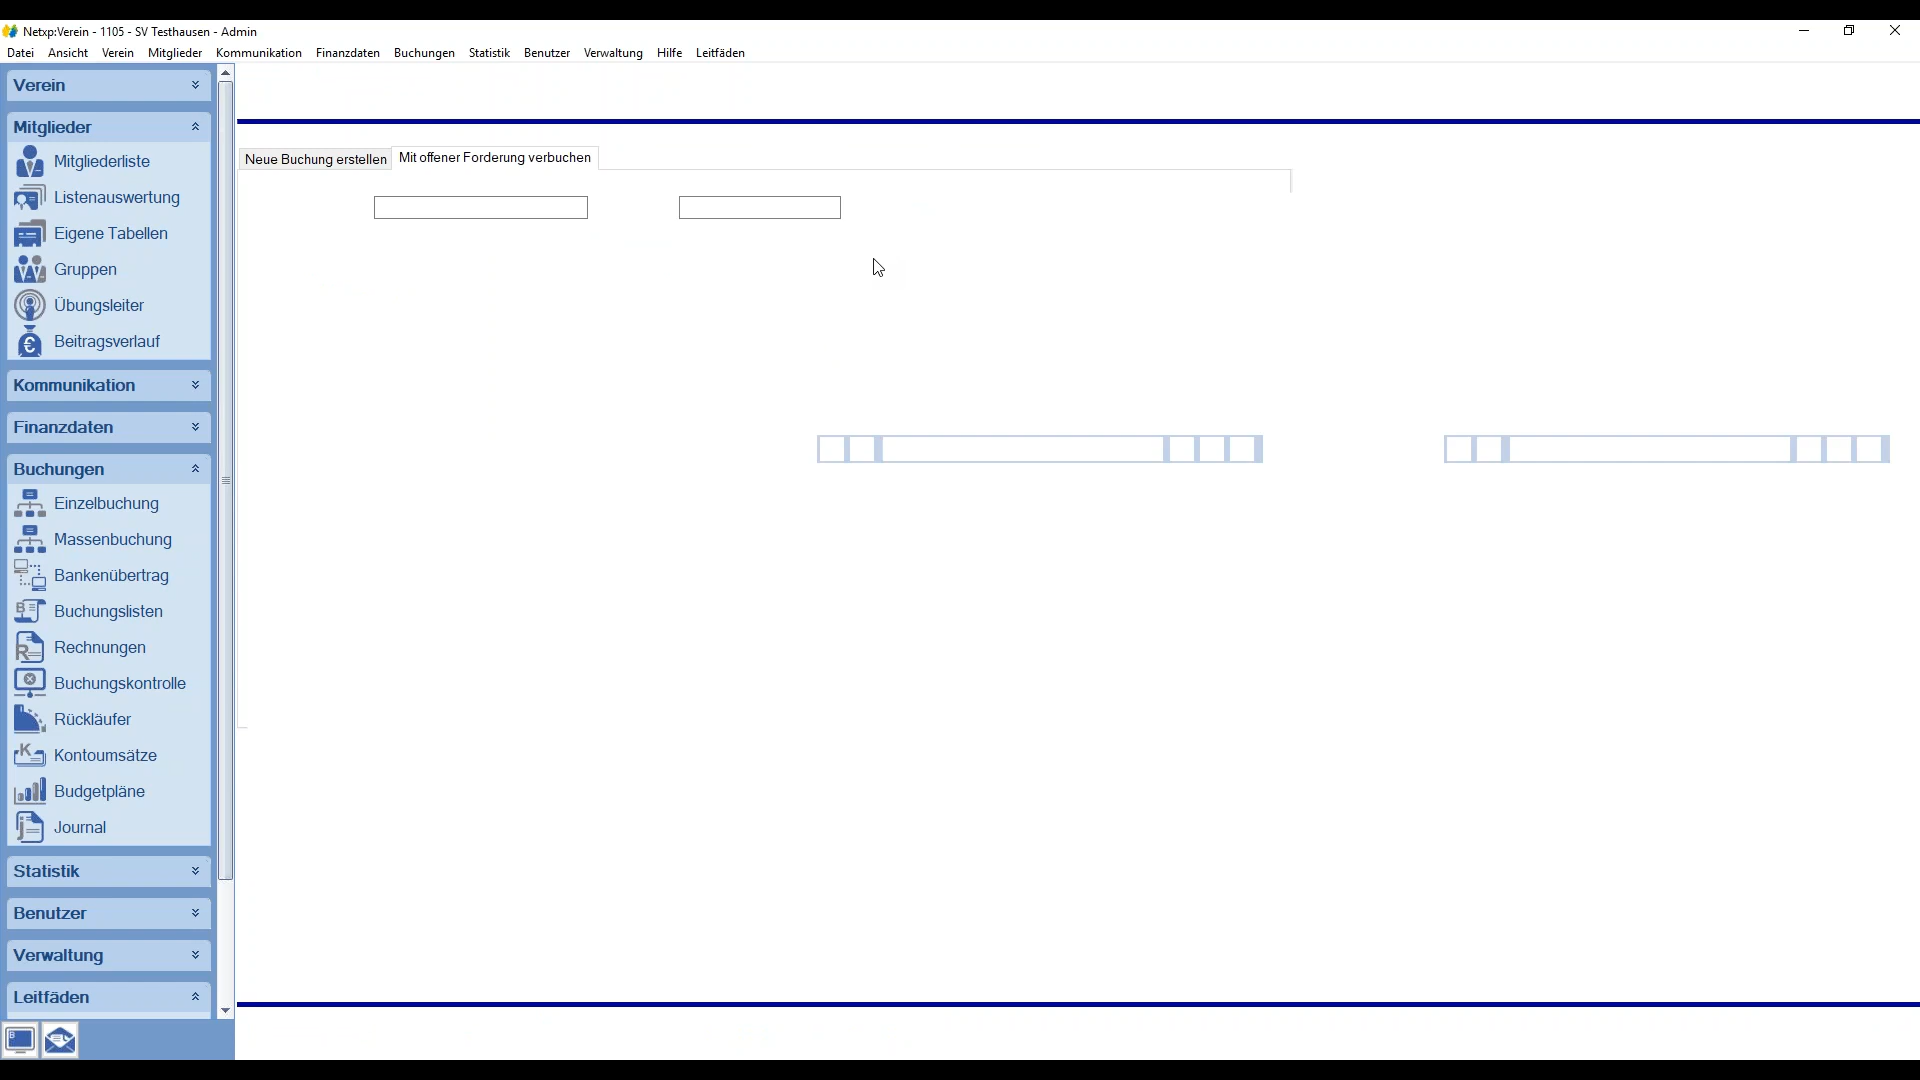 Netxp:Verein - 1105 - SV Testhausen - Admin
Datei Ansicht Verein Mitglieder Kommunikation Finanzdaten Buchungen Statistik Benutzer Verwaltung Hilfe Leitfäden
Verein
Mitglieder
Mitgliederliste
Listenauswertung
Eigene Tabellen
Gruppen
Übungsleiter
Beitragsverlauf
Kommunikation
Finanzdaten
Buchungen
Einzelbuchung
Massenbuchung
Bankenübertrag
Buchungslisten
Rechnungen
Buchungskontrolle
Rückläufer
Kontoumsätze
Budgetpläne
Journal
Statistik
Benutzer
Verwaltung
Leitfäden
Neue Buchung erstellen Mit offener Forderung verbuchen